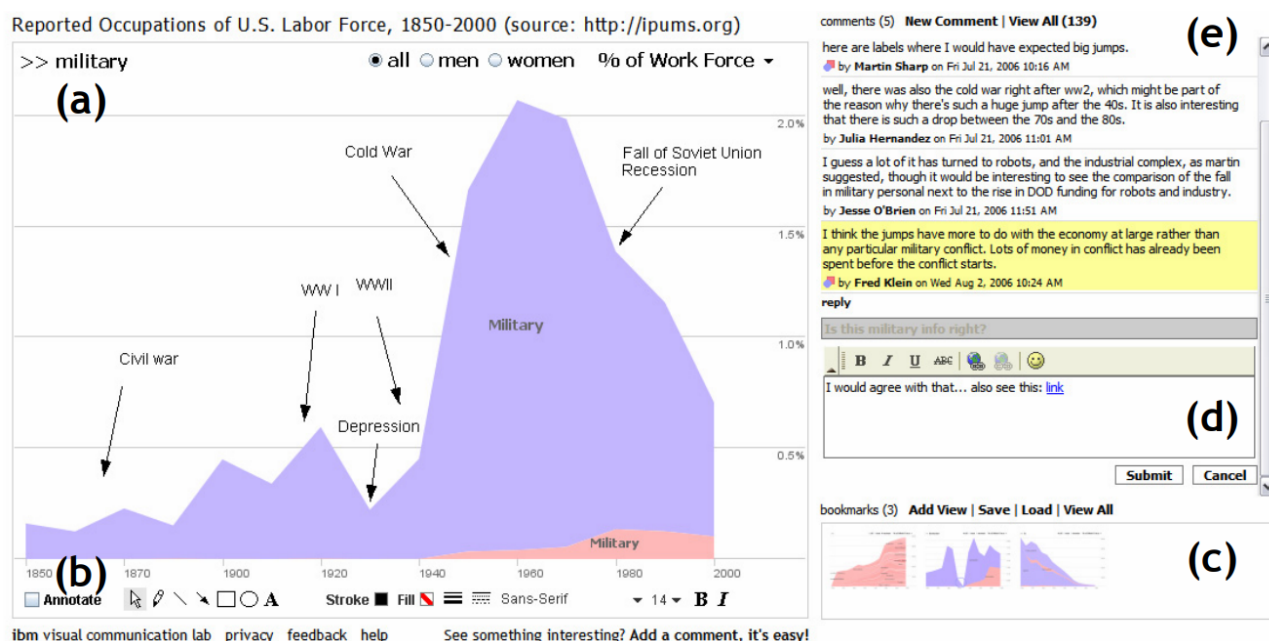 Reported Occupations of U.S. Labor Force, 1850-2000 (source: http://ipums.org)
>> military
all men women % of Work Force
(a)
2.0%
Cold War
Fall of Soviet Union
Recession
1.5%
WW I
WWII
Military
1.0%
Civil war
Depression
0.5%
Military
1850
1870
1900
1920
1940
1960
1980
2000
(b)
Annotate
A
Stroke
Fill
Sans-Serif
14
B I
ibm visual communication lab privacy feedback help
See something interesting? Add a comment, it's easy!
comments (5) New Comment | View All (139)
(e)
here are labels where I would have expected big jumps.
by Martin Sharp on Fri Jul 21, 2006 10:16 AM
well, there was also the cold war right after ww2, which might be part of
the reason why there's such a huge jump after the 40s. It is also interesting
that there is such a drop between the 70s and the 80s.
by Julia Hernandez on Fri Jul 21, 2006 11:01 AM
I guess a lot of it has turned to robots, and the industrial complex, as martin
suggested, though it would be interesting to see the comparison of the fall
in military personal next to the rise in DOD funding for robots and industry.
by Jesse O'Brien on Fri Jul 21, 2006 11:51 AM
I think the jumps have more to do with the economy at large rather than
any particular military conflict. Lots of money in conflict has already been
spent before the conflict starts.
by Fred Klein on Wed Aug 2, 2006 10:24 AM
reply
Is this military info right?
B I U ABC
I would agree with that... also see this: link
(d)
Submit Cancel
bookmarks (3) Add View | Save | Load | View All
(c)